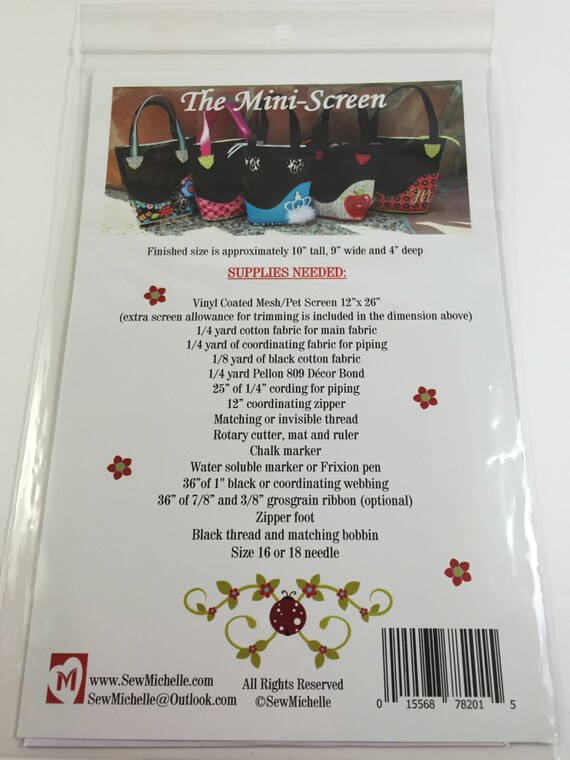 The Mini-Screen
Finished size is approximately 10" tall, 9" wide and 4" deep
SUPPLIES NEEDED:
Vinyl Coated Mesh/Pet Screen 12"x 26"
(extra screen allowance for trimming is included in the dimension above)
1/4 yard cotton fabric for main fabric
1/4 yard of coordinating fabric for piping
1/8 yard of black cotton fabric
1/4 yard Pellon 809 Décor Bond
25" of 1/4" cording for piping
12" coordinating zipper
Matching or invisible thread
Rotary cutter, mat and ruler
Chalk marker
Water soluble marker or Frixion pen
36"of 1" black or coordinating webbing
36" of 7/8" and 3/8" grosgrain ribbon (optional)
Zipper foot
Black thread and matching bobbin
Size 16 or 18 needle
M
www.SewMichelle.com
SewMichelle@Outlook.com
All Rights Reserved
©SewMichelle
0 15568 78201 5